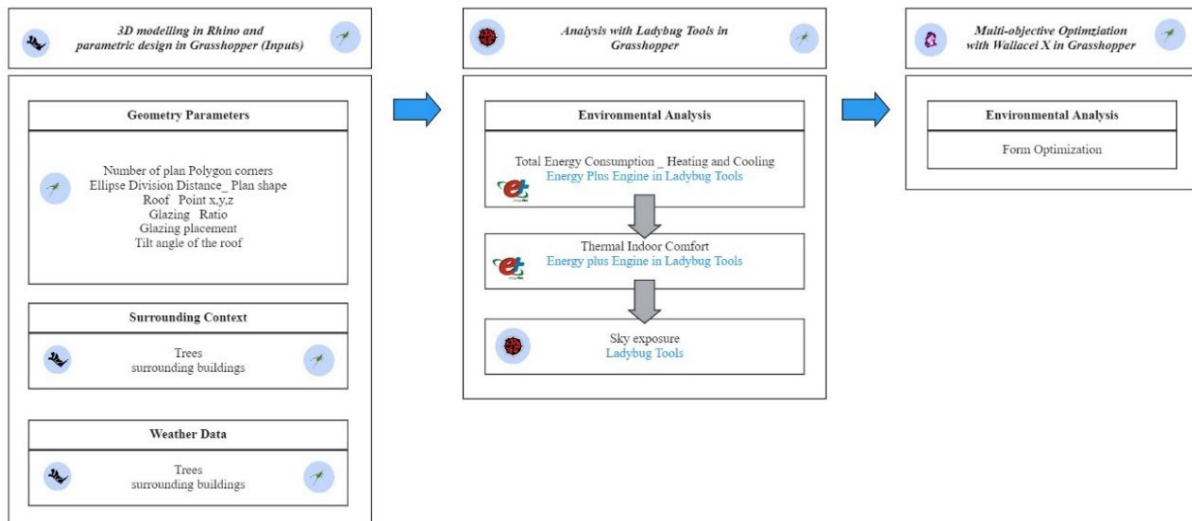 3D modelling in Rhino and
parametric design in Grasshopper (Inputs)
Geometry Parameters
Number of plan Polygon corners
Ellipse Division Distance_ Plan shape
Roof Point x,y,z
Glazing Ratio
Glazing placement
Tilt angle of the roof
Surrounding Context
Trees
surrounding buildings
Weather Data
Trees
surrounding buildings
Analysis with Ladybug Tools in
Grasshopper
Environmental Analysis
Total Energy Consumption _ Heating and Cooling
Energy Plus Engine in Ladybug Tools
Thermal Indoor Comfort
Energy plus Engine in Ladybug Tools
Sky exposure
Ladybug Tools
Multi-objective Optimziation
with Wallacei X in Grasshopper
Environmental Analysis
Form Optimization